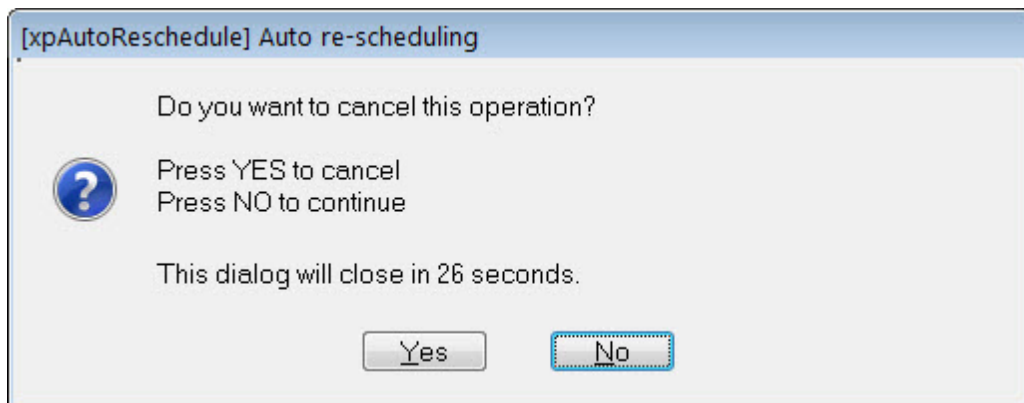 [xpAutoReschedule] Auto re-scheduling
Do you want to cancel this operation?
Press YES to cancel
Press NO to continue
This dialog will close in 26 seconds.
Yes No